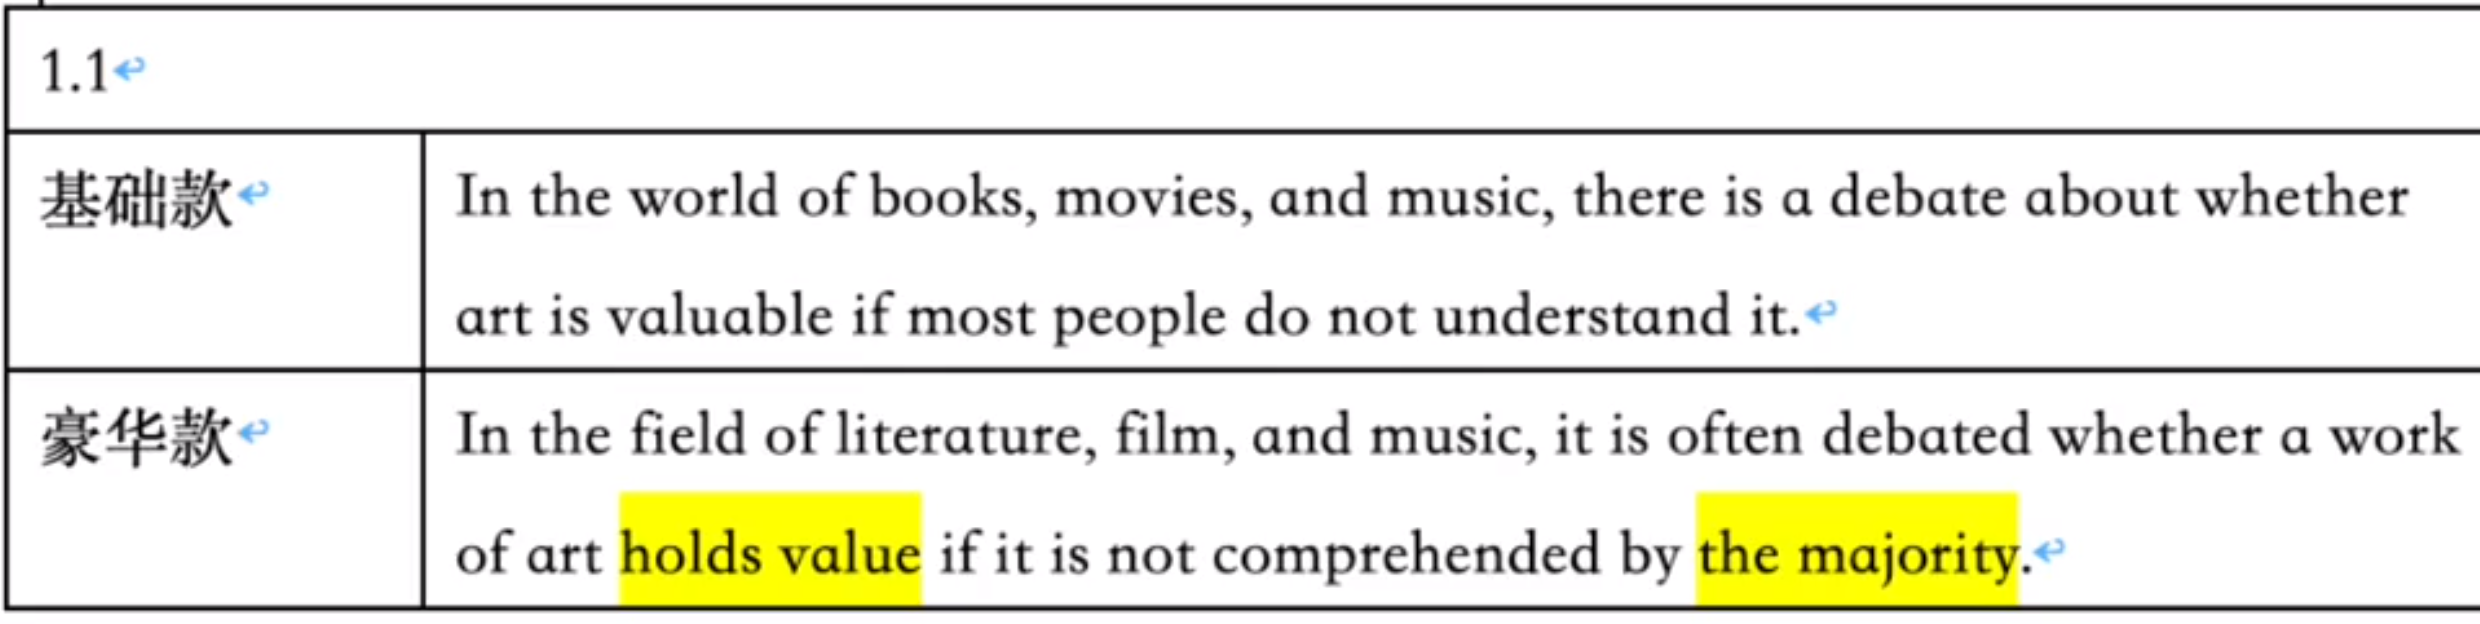 1.1
基础款
In the world of books, movies, and music, there is a debate about whether
art is valuable if most people do not understand it.
豪华款
In the field of literature, film, and music, it is often debated whether a work
of art holds value if it is not comprehended by the majority.